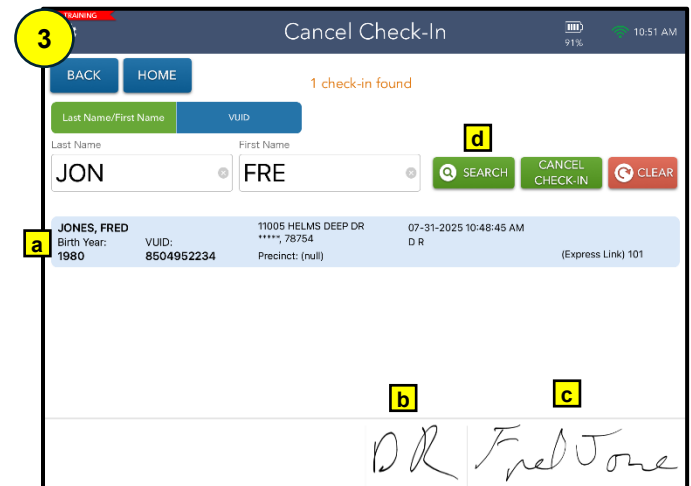 3
TRAINING
Cancel Check-In
91%
10:51 AM
BACK
HOME
1 check-in found
Last Name/First Name
VUID
d
Last Name
First Name
JON
FRE
SEARCH
CANCEL
CHECK-IN
CLEAR
a
JONES, FRED
Birth Year:
1980
VUID:
8504952234
11005 HELMS DEEP DR
*****, 78754
Precinct: (null)
07-31-2025 10:48:45 AM
D R
(Express Link) 101
b
c
DR
Fred Jone